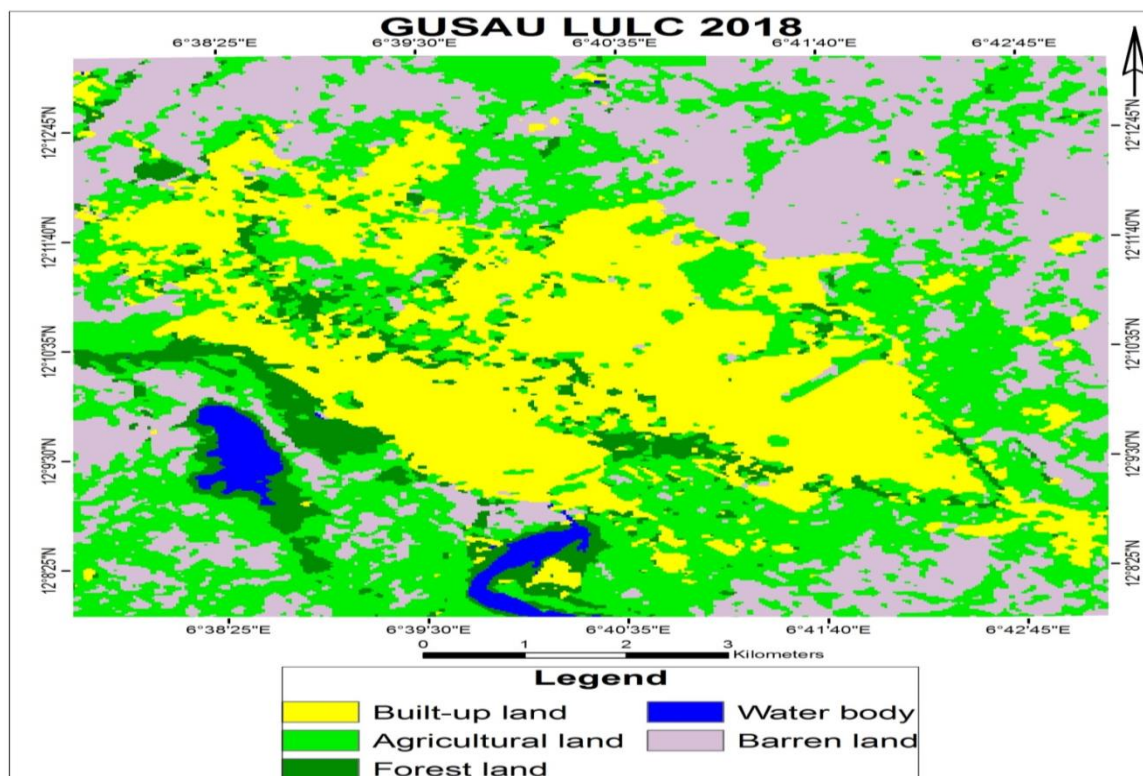 GUSAU LULC 2018
6°38'25"E 6°39'30"E 6°40'35"E 6°41'40"E 6°42'45"E
12°12'45"N 12°12'45"N
12°11'40"N 12°11'40"N
12°10'35"N 12°10'35"N
12°9'30"N 12°9'30"N
12°8'25"N 12°8'25"N
6°38'25"E 6°39'30"E 6°40'35"E 6°41'40"E 6°42'45"E
0 1 2 3
Kilometers
Legend
Built-up land Water body
Agricultural land Barren land
Forest land